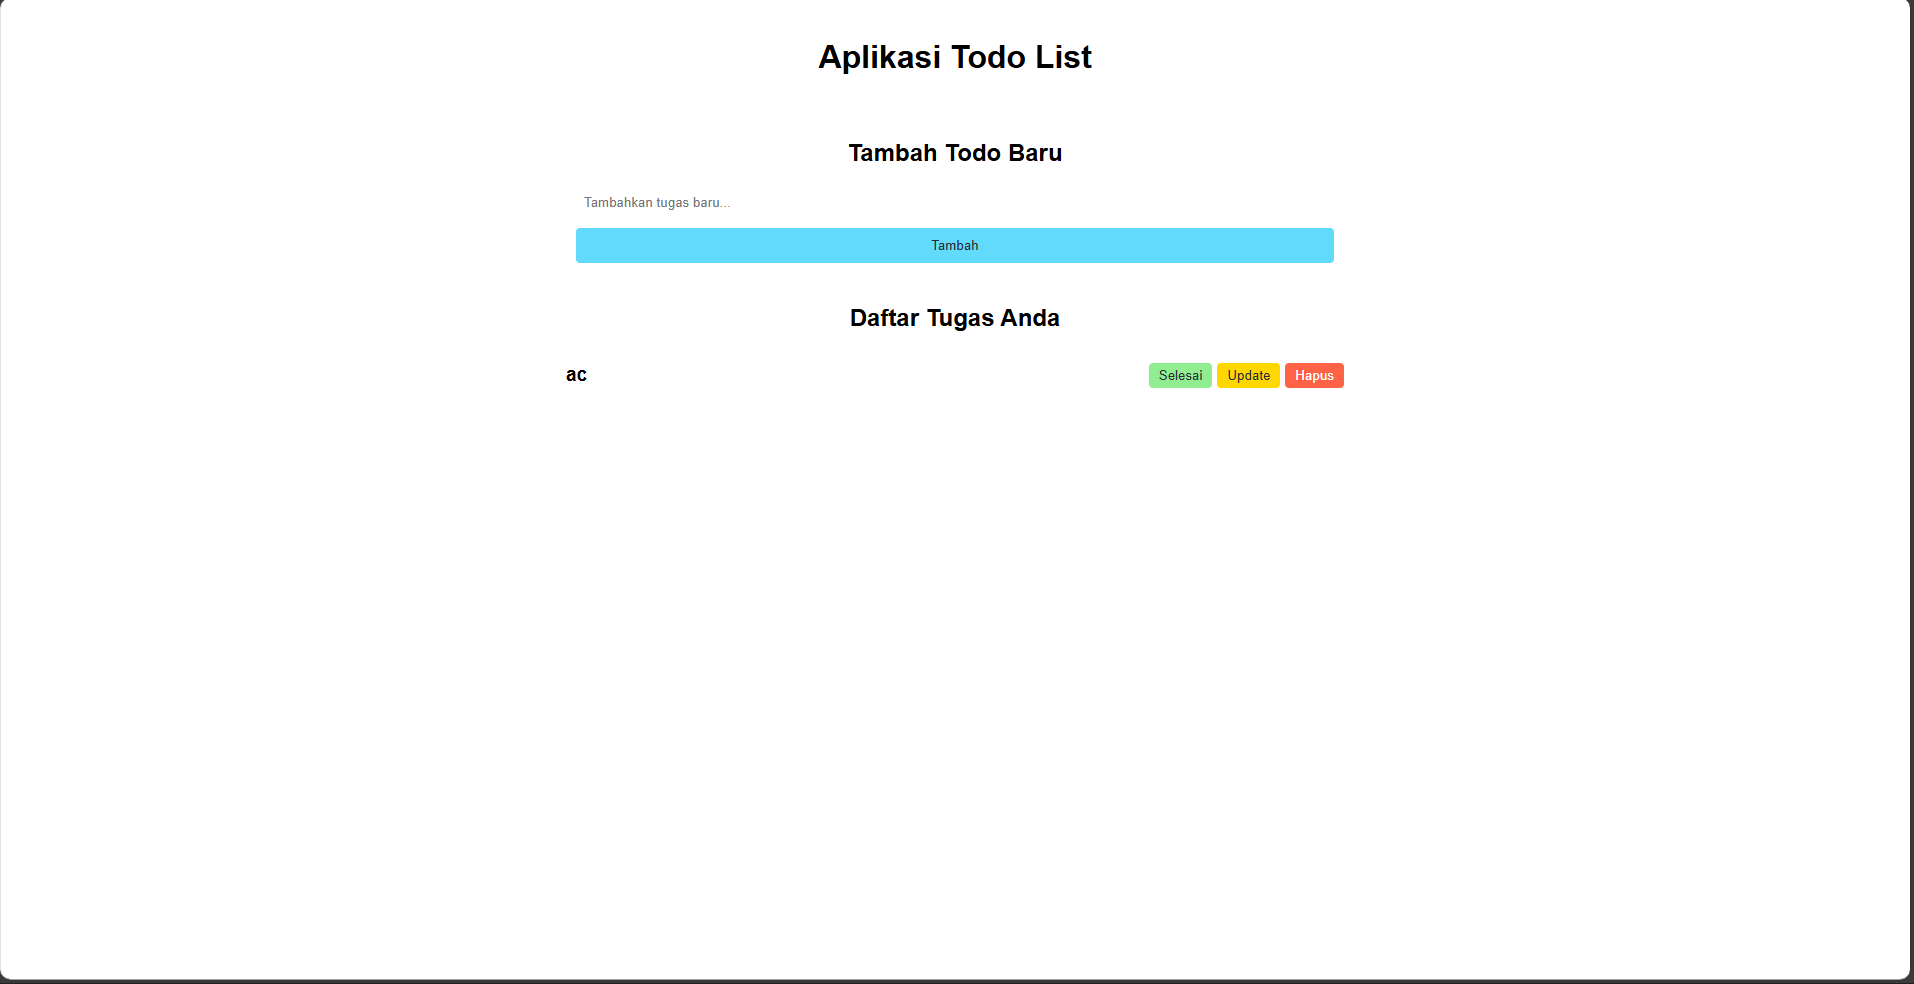 Aplikasi Todo List
Tambah Todo Baru
Tambahkan tugas baru...
Tambah
Daftar Tugas Anda
ac Selesai Update Hapus